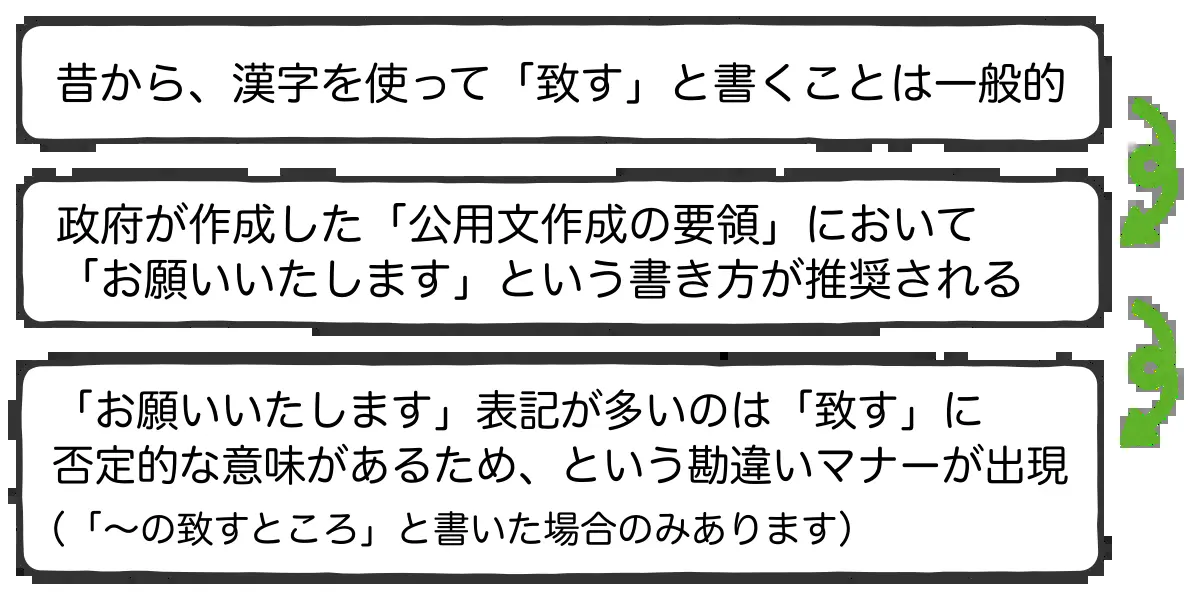 昔から、漢字を使って「致す」と書くことは一般的
政府が作成した「公用文作成の要領」において
「お願いいたします」という書き方が推奨される
「お願いいたします」表記が多いのは「致す」に
否定的な意味があるため、という勘違いマナーが出現
(「〜の致すところ」と書いた場合のみあります)